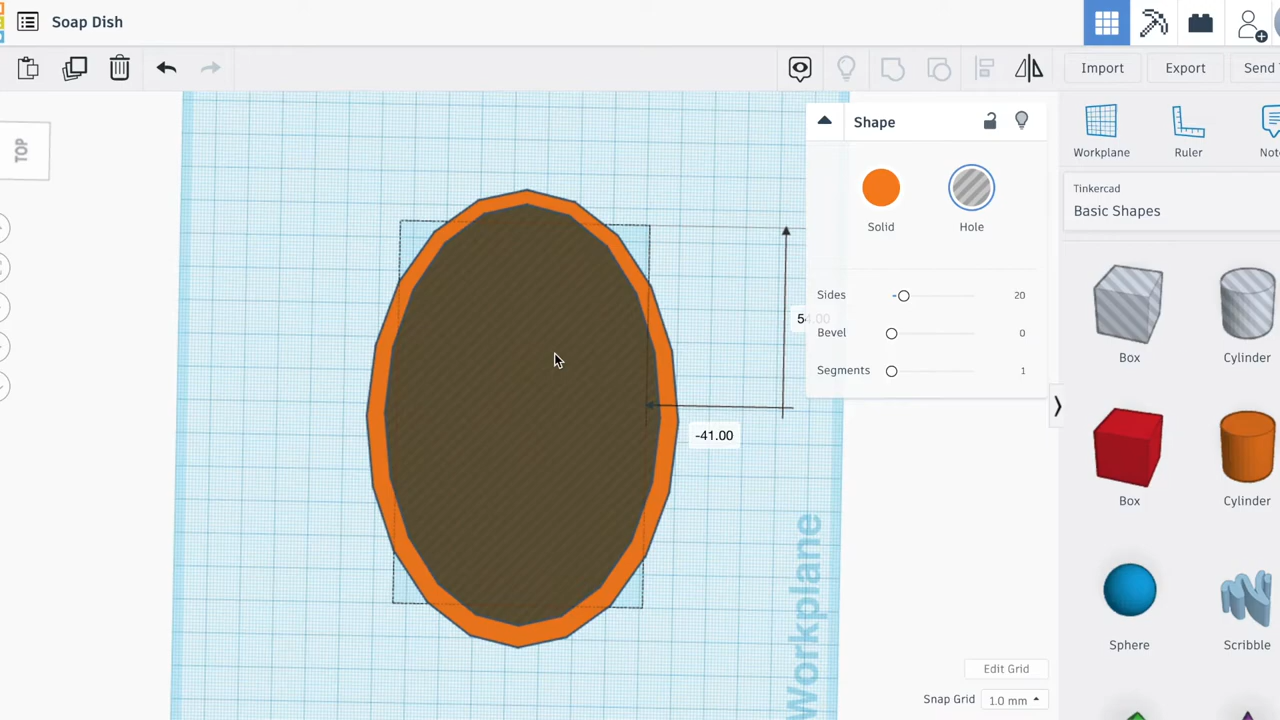 Soap Dish
Import
Export
Send
TOP
Shape
Solid
Hole
Sides
20
Bevel
0
Segments
1
-41.00
Workplane
Ruler
Tinkercad
Basic Shapes
Box
Cylinder
Box
Cylinder
Sphere
Scribble
Workplane
Edit Grid
Snap Grid
1.0 mm